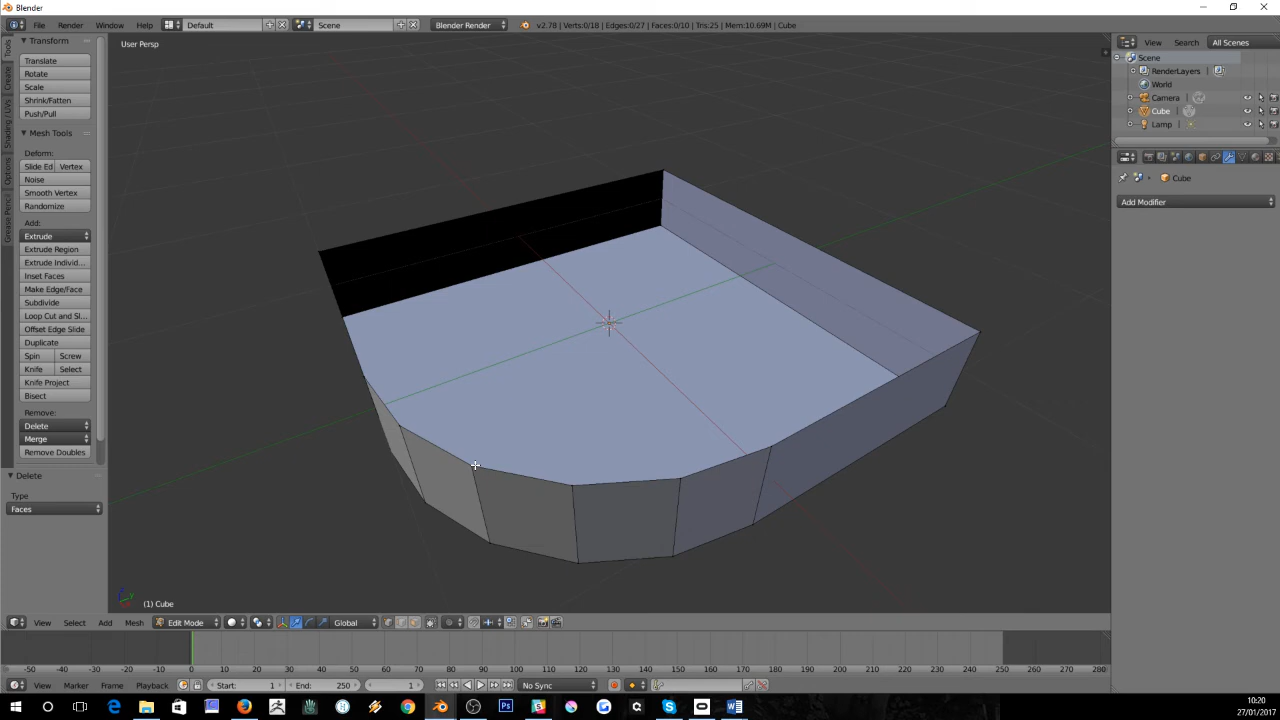 Blender
File Render Window Help Default Scene Blender Render v2.78 | Verts:0/18 | Edges:0/27 | Faces:0/10 | Tris:25 | Mem:10.69M | Cube
Tools
Create
Shading / UVs
Options
Grease Pencil
Transform
Translate
Rotate
Scale
Shrink/Fatten
Push/Pull
Mesh Tools
Deform:
Slide Ed Vertex
Noise
Smooth Vertex
Randomize
Add:
Extrude
Extrude Region
Extrude Individ...
Inset Faces
Make Edge/Face
Subdivide
Loop Cut and Sl...
Offset Edge Slide
Duplicate
Spin Screw
Knife Select
Knife Project
Bisect
Remove:
Delete
Merge
Remove Doubles
Delete
Type
Faces
User Persp
(1) Cube
View Search All Scenes
Scene
RenderLayers
World
Camera
Cube
Lamp
Cube
Add Modifier
View Select Add Mesh Edit Mode Global
-50 -40 -30 -20 -10 0 10 20 30 40 50 60 70 80 90 100 110 120 130 140 150 160 170 180 190 200 210 220 230 240 250 260 270 280
View Marker Frame Playback Start: 1 End: 250 1 No Sync
10:20
27/01/2017